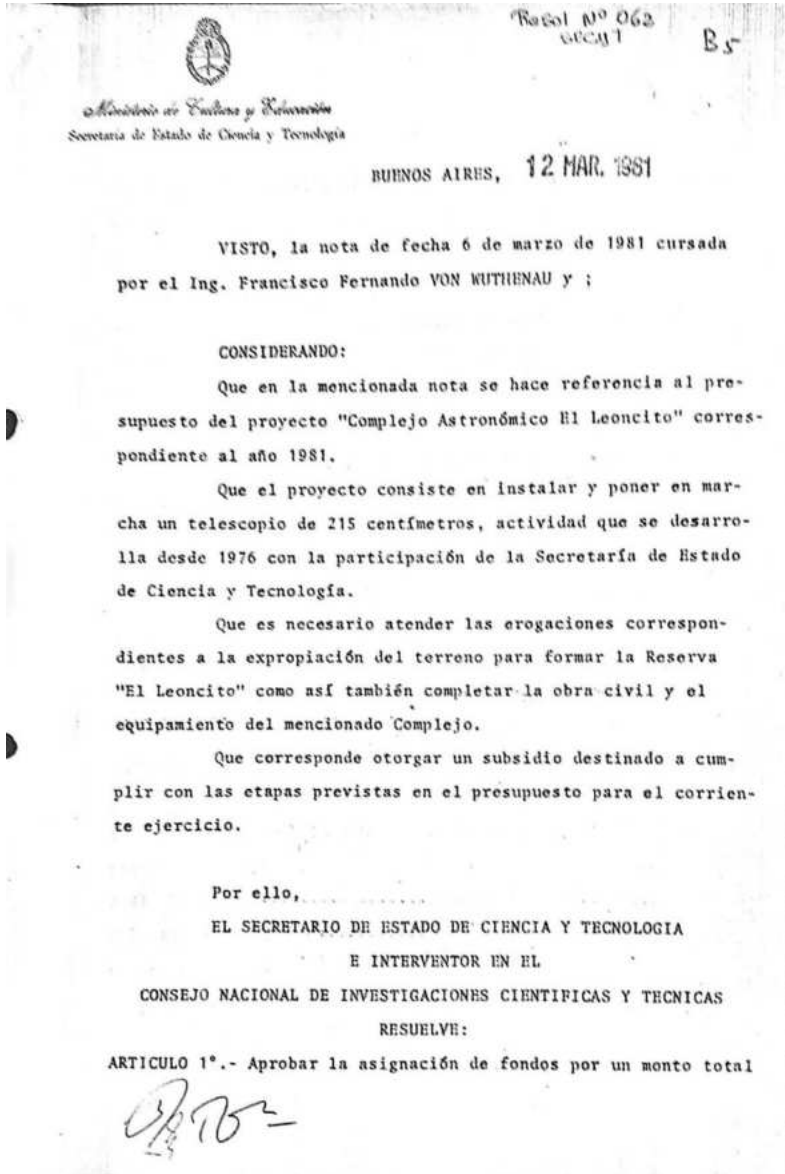 Resol Nº 063
SECYT
B5
Ministerio de Cultura y Educación
Secretaría de Estado de Ciencia y Tecnología
BUENOS AIRES, 12 MAR. 1981
VISTO, la nota de fecha 6 de marzo de 1981 cursada
por el Ing. Francisco Fernando VON WUTHENAU y ;
CONSIDERANDO:
Que en la mencionada nota se hace referencia al pre-
supuesto del proyecto "Complejo Astronómico El Leoncito" corres-
pondiente al año 1981.
Que el proyecto consiste en instalar y poner en mar-
cha un telescopio de 215 centímetros, actividad que se desarro-
lla desde 1976 con la participación de la Secretaría de Estado
de Ciencia y Tecnología.
Que es necesario atender las erogaciones correspon-
dientes a la expropiación del terreno para formar la Reserva
"El Leoncito" como así también completar la obra civil y el
equipamiento del mencionado Complejo.
Que corresponde otorgar un subsidio destinado a cum-
plir con las etapas previstas en el presupuesto para el corrien-
te ejercicio.
Por ello,
EL SECRETARIO DE ESTADO DE CIENCIA Y TECNOLOGIA
E INTERVENTOR EN EL
CONSEJO NACIONAL DE INVESTIGACIONES CIENTIFICAS Y TECNICAS
RESUELVE:
ARTICULO 1°.- Aprobar la asignación de fondos por un monto total